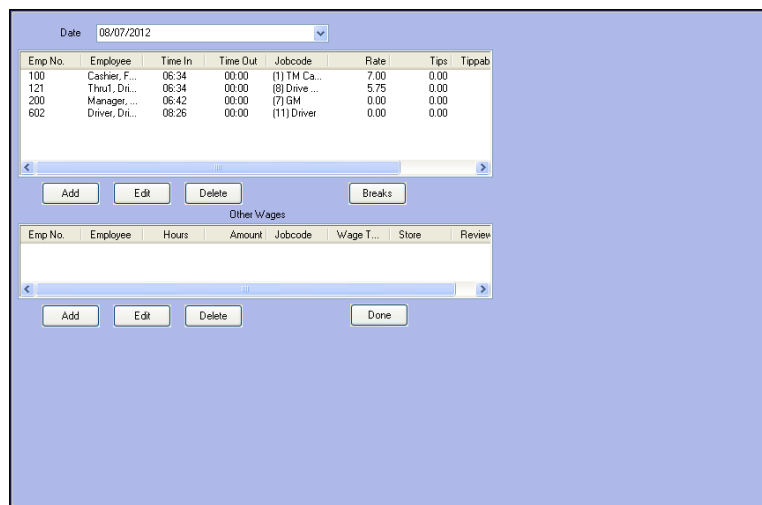 Date 08/07/2012
Emp No. Employee Time In Time Out Jobcode Rate Tips Tippab
100 Cashier, F... 06:34 00:00 (1) TM Ca... 7.00 0.00
121 Thru1, Dri... 06:34 00:00 (8) Drive ... 5.75 0.00
200 Manager, ... 06:42 00:00 (7) GM 0.00 0.00
602 Driver, Dri... 08:26 00:00 (11) Driver 0.00 0.00
Add Edit Delete Breaks
Other Wages
Emp No. Employee Hours Amount Jobcode Wage T... Store Review
Add Edit Delete Done